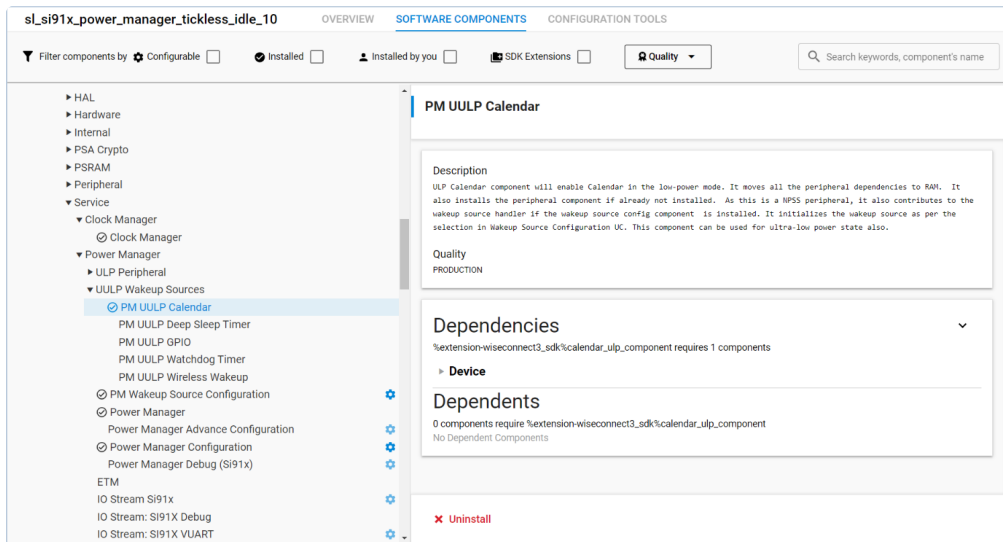 sl_si91x_power_manager_tickless_idle_10 OVERVIEW SOFTWARE COMPONENTS CONFIGURATION TOOLS
Filter components by Configurable Installed Installed by you SDK Extensions Quality Search keywords, component's name
HAL
Hardware
Internal
PSA Crypto
PSRAM
Peripheral
Service
Clock Manager
Clock Manager
Power Manager
ULP Peripheral
UULP Wakeup Sources
PM UULP Calendar
PM UULP Deep Sleep Timer
PM UULP GPIO
PM UULP Watchdog Timer
PM UULP Wireless Wakeup
PM Wakeup Source Configuration
Power Manager
Power Manager Advance Configuration
Power Manager Configuration
Power Manager Debug (Si91x)
ETM
IO Stream Si91x
IO Stream: SI91X Debug
IO Stream: SI91X VUART
PM UULP Calendar
Description
ULP Calendar component will enable Calendar in the low-power mode. It moves all the peripheral dependencies to RAM. It
also installs the peripheral component if already not installed. As this is a NPSS peripheral, it also contributes to the
wakeup source handler if the wakeup source config component is installed. It initializes the wakeup source as per the
selection in Wakeup Source Configuration UC. This component can be used for ultra-low power state also.
Quality
PRODUCTION
Dependencies
%extension-wiseconnect3_sdk%calendar_ulp_component requires 1 components
Device
Dependents
0 components require %extension-wiseconnect3_sdk%calendar_ulp_component
No Dependent Components
Uninstall